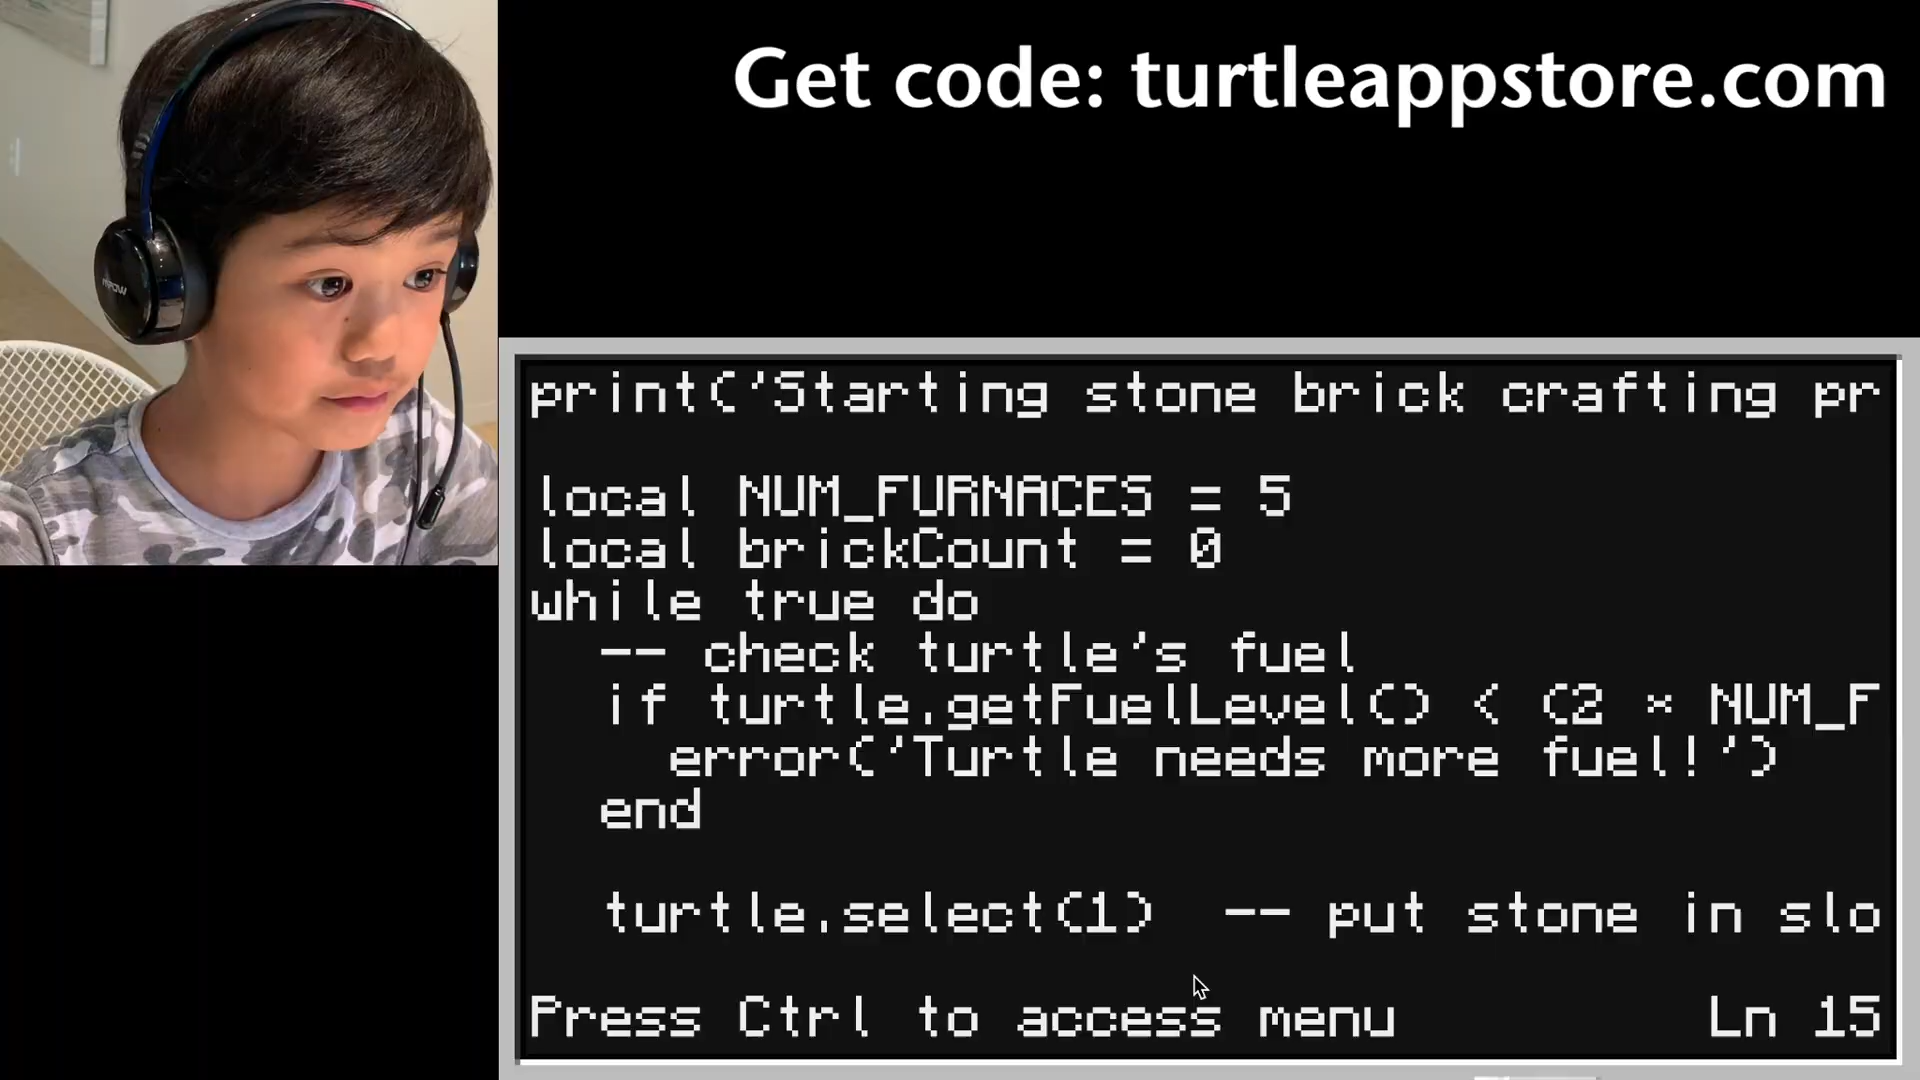 Get code: turtleappstore.com
mpow
print('Starting stone brick crafting pr
local NUM_FURNACES = 5
local brickCount = 0
while true do
-- check turtle's fuel
if turtle.getFuelLevel() < (2 * NUM_F
error('Turtle needs more fuel!')
end
turtle.select(1) -- put stone in slo
Press Ctrl to access menu Ln 15